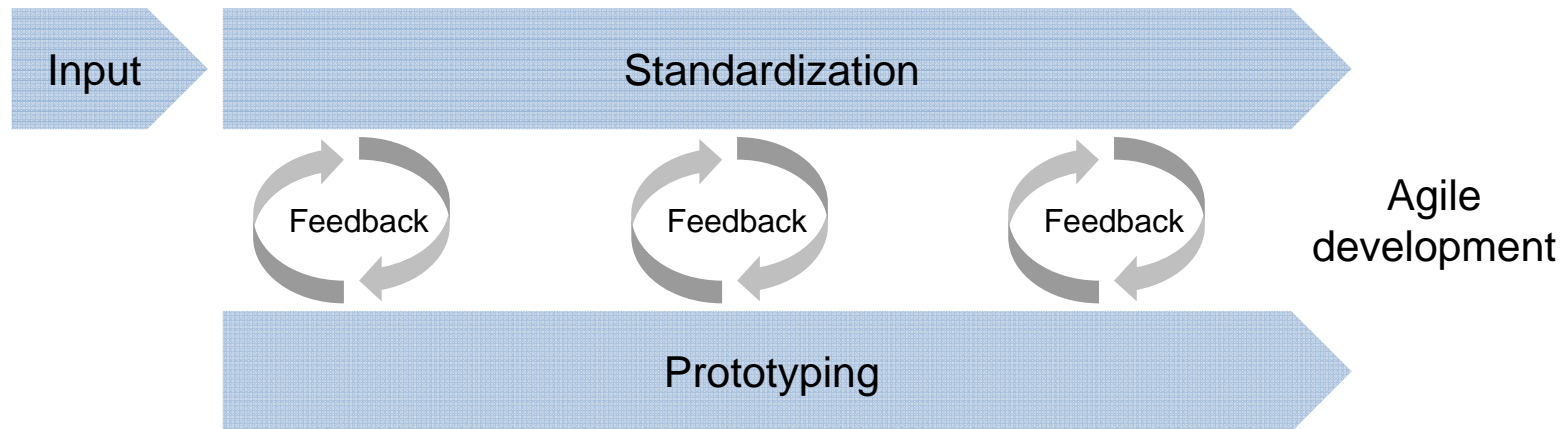 Input
Standardization
Feedback
Feedback
Feedback
Agile
development
Prototyping